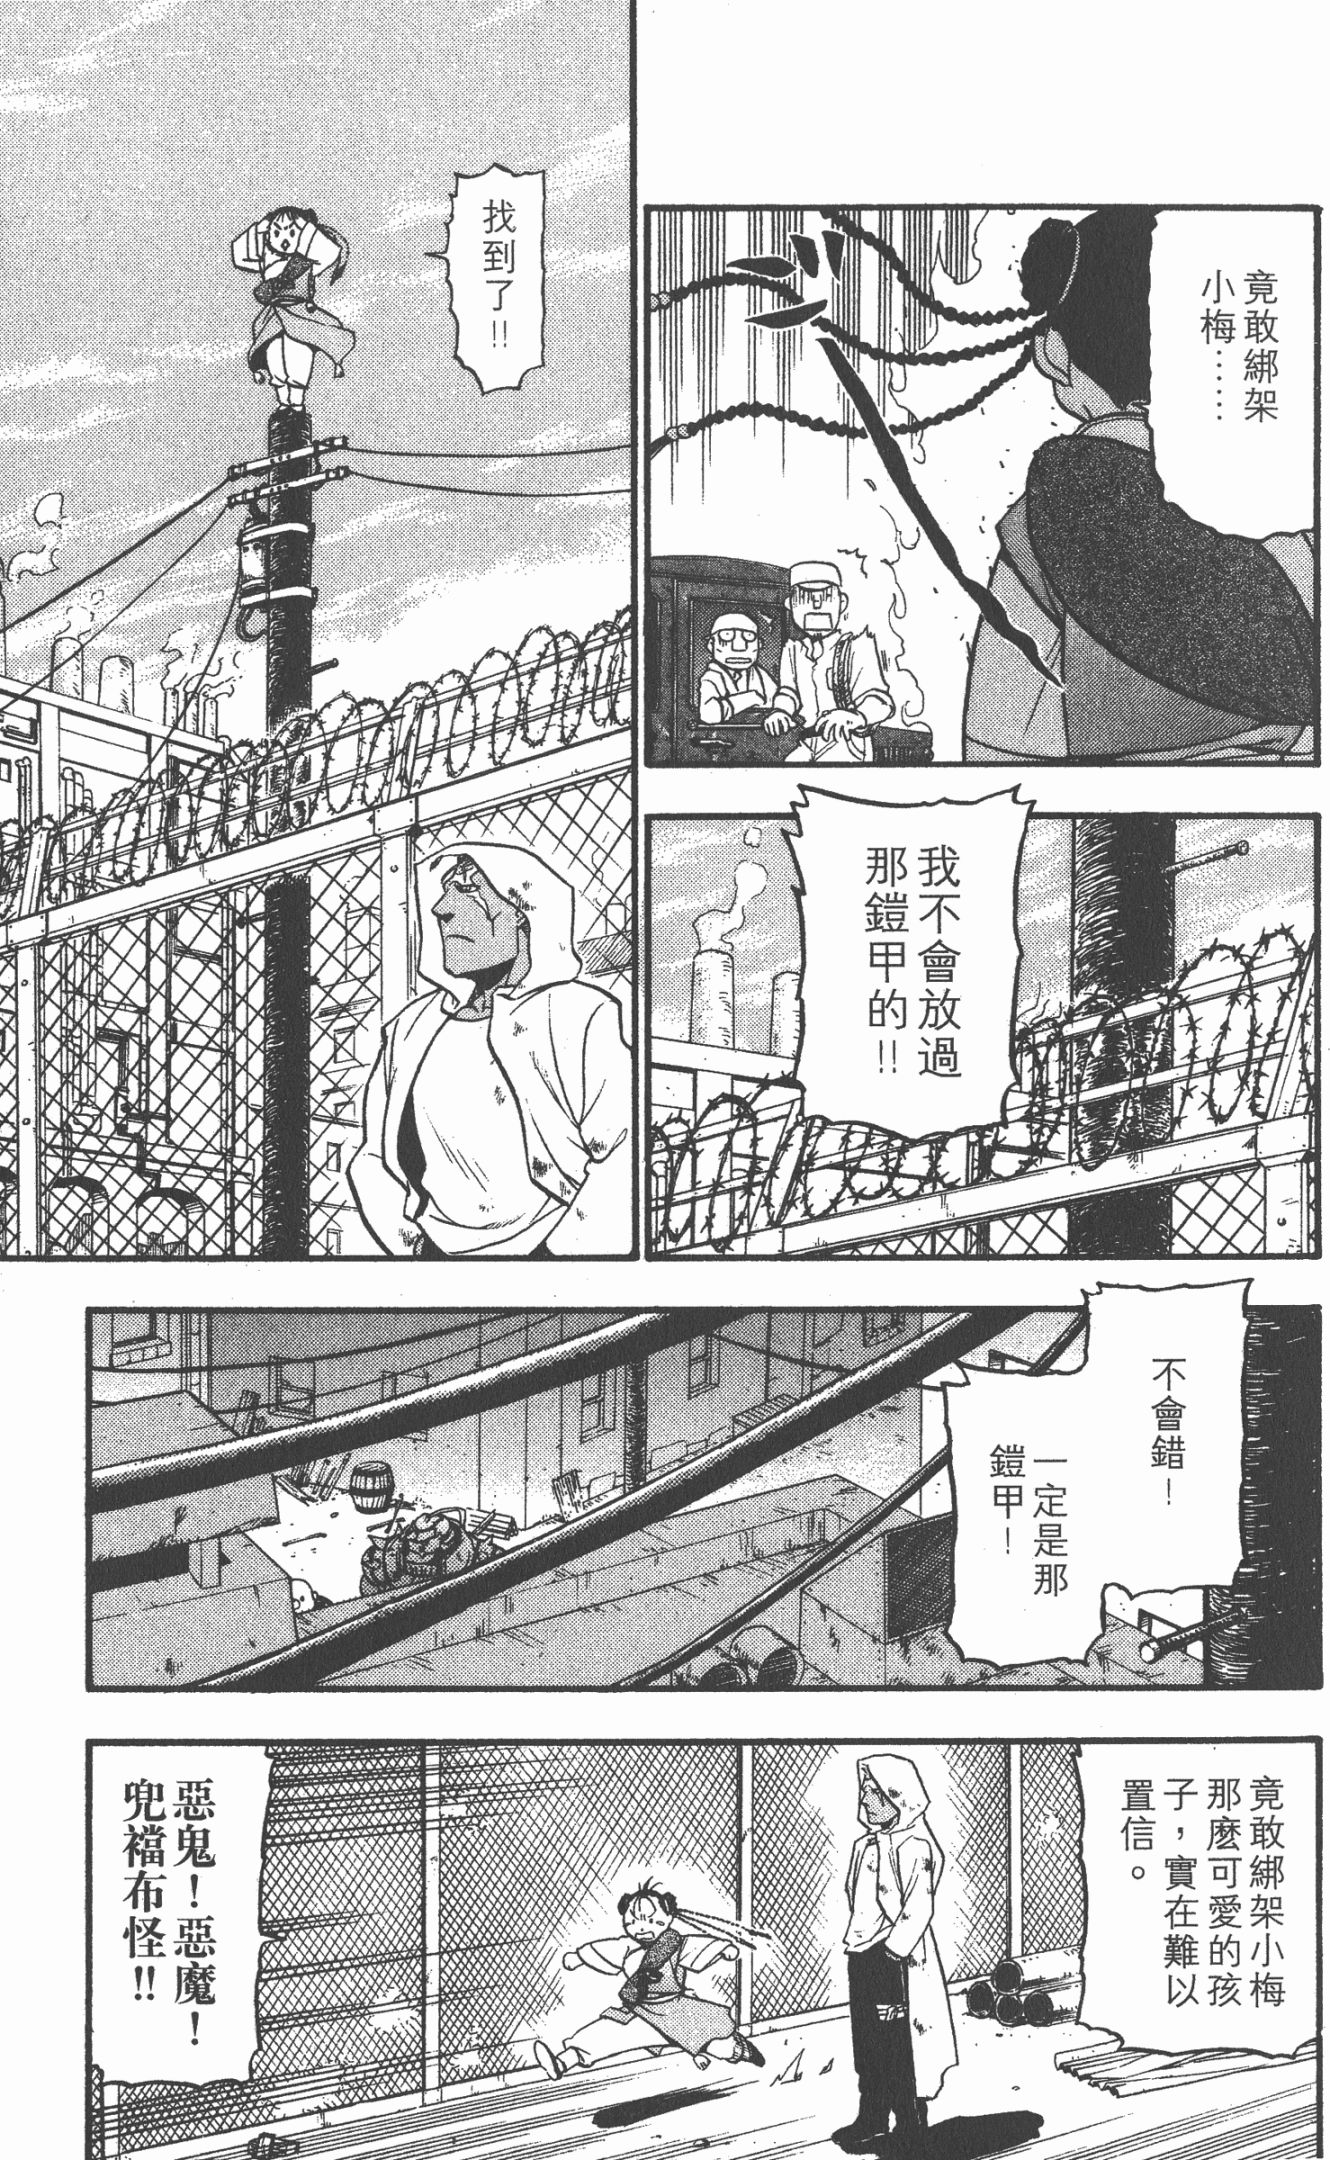 竟敢綁架
小梅……
我不會放過
那鎧甲的!!
找到了!!
不會錯！
一定是那
鎧甲！
竟敢綁架小梅
那麼可愛的孩
子，實在難以
置信。
惡鬼！惡魔！
兜襠布怪!!